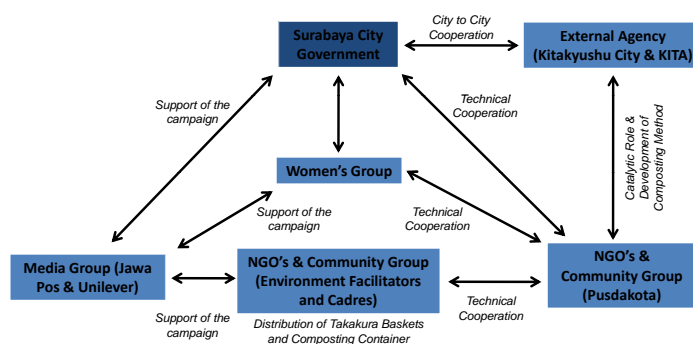 City to City
Cooperation
Surabaya City
Government
External Agency
(Kitakyushu City & KITA)
Support of the
campaign
Technical
Cooperation
Catalytic Role &
Development of
Composting Method
Women's Group
Support of the
campaign
Technical
Cooperation
Media Group (Jawa
Pos & Unilever)
NGO's & Community Group
(Environment Facilitators
and Cadres)
NGO's &
Community Group
(Pusdakota)
Support of the
campaign
Technical
Cooperation
Distribution of Takakura Baskets
and Composting Container